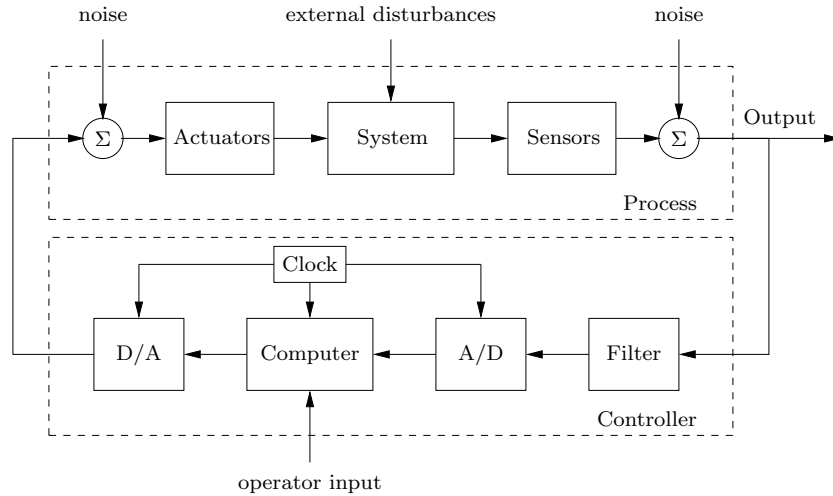 noise
external disturbances
noise
Σ
Actuators
System
Sensors
Σ
Output
Process
Clock
D/A
Computer
A/D
Filter
Controller
operator input